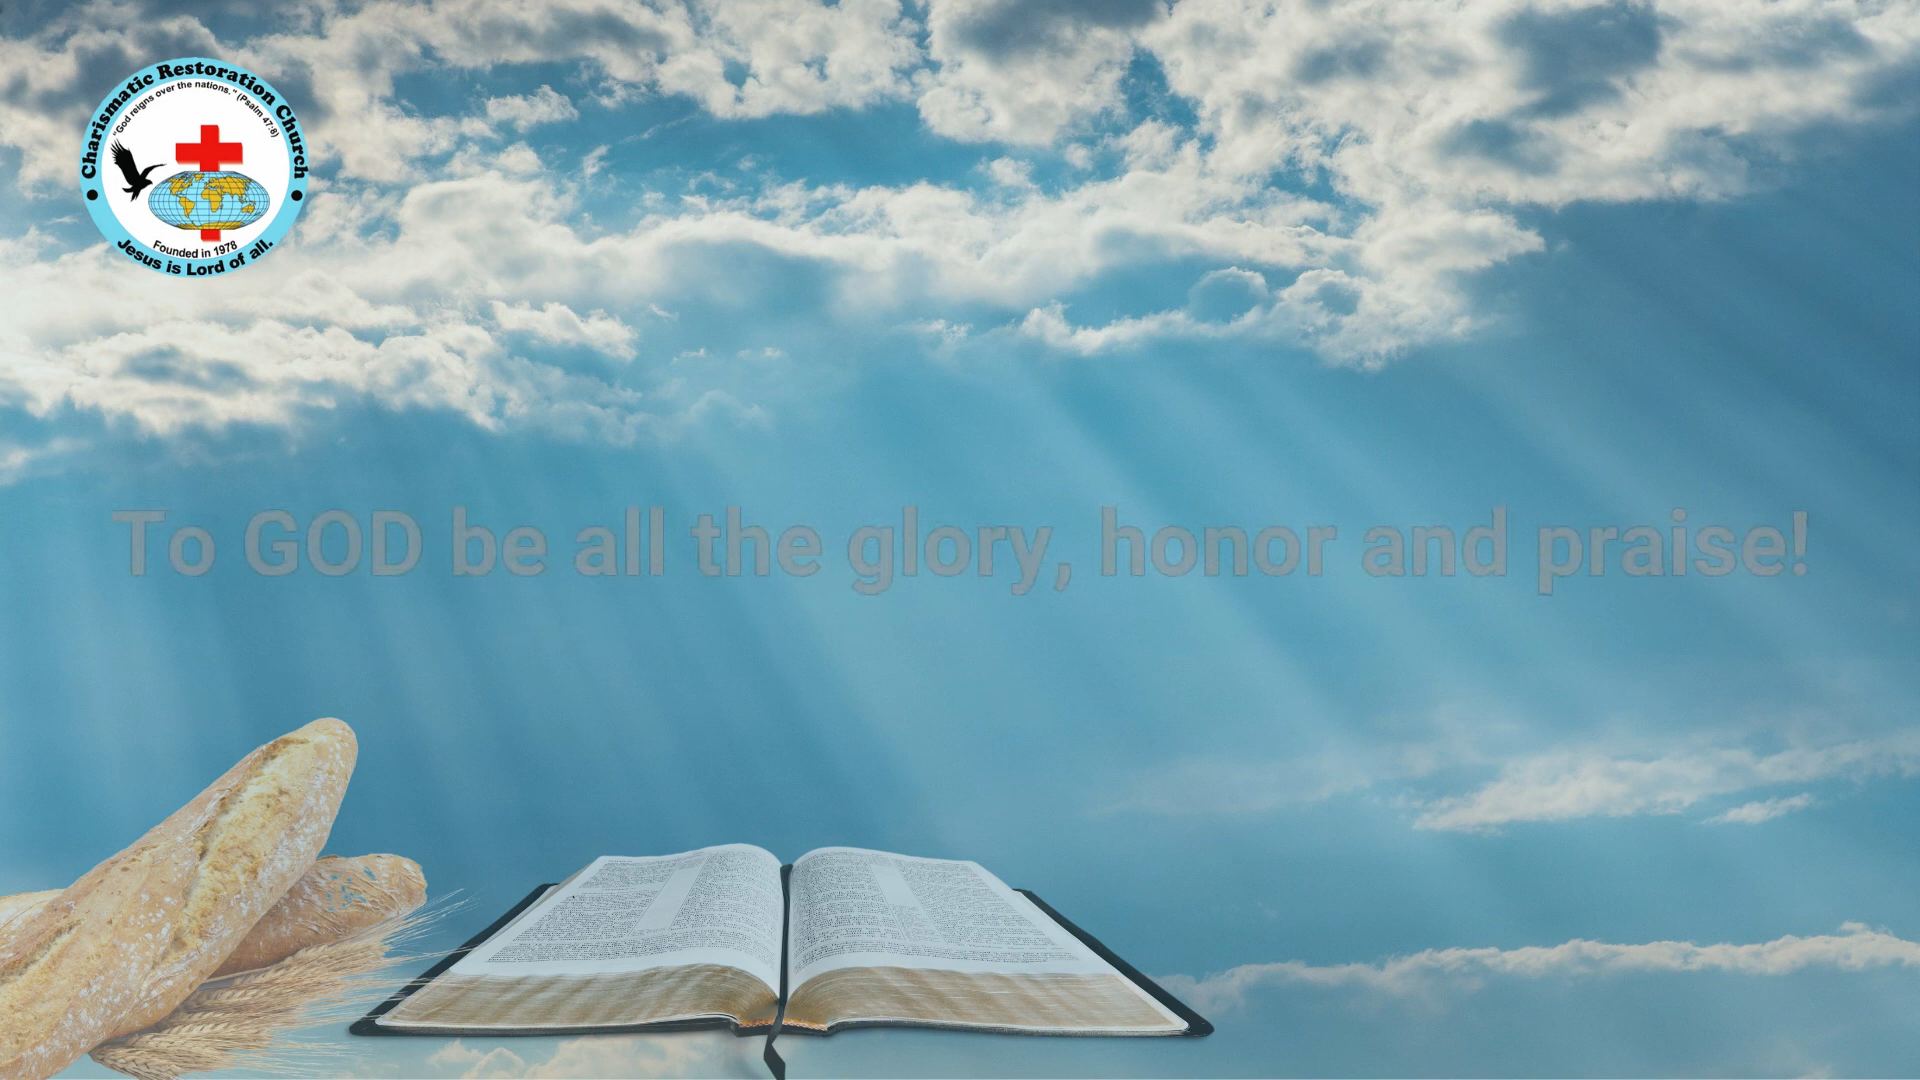 Charismatic Restoration Church
"God reigns over the nations." (Psalm 47:8)
Founded in 1978
Jesus is Lord of all.
To GOD be all the glory, honor and praise!